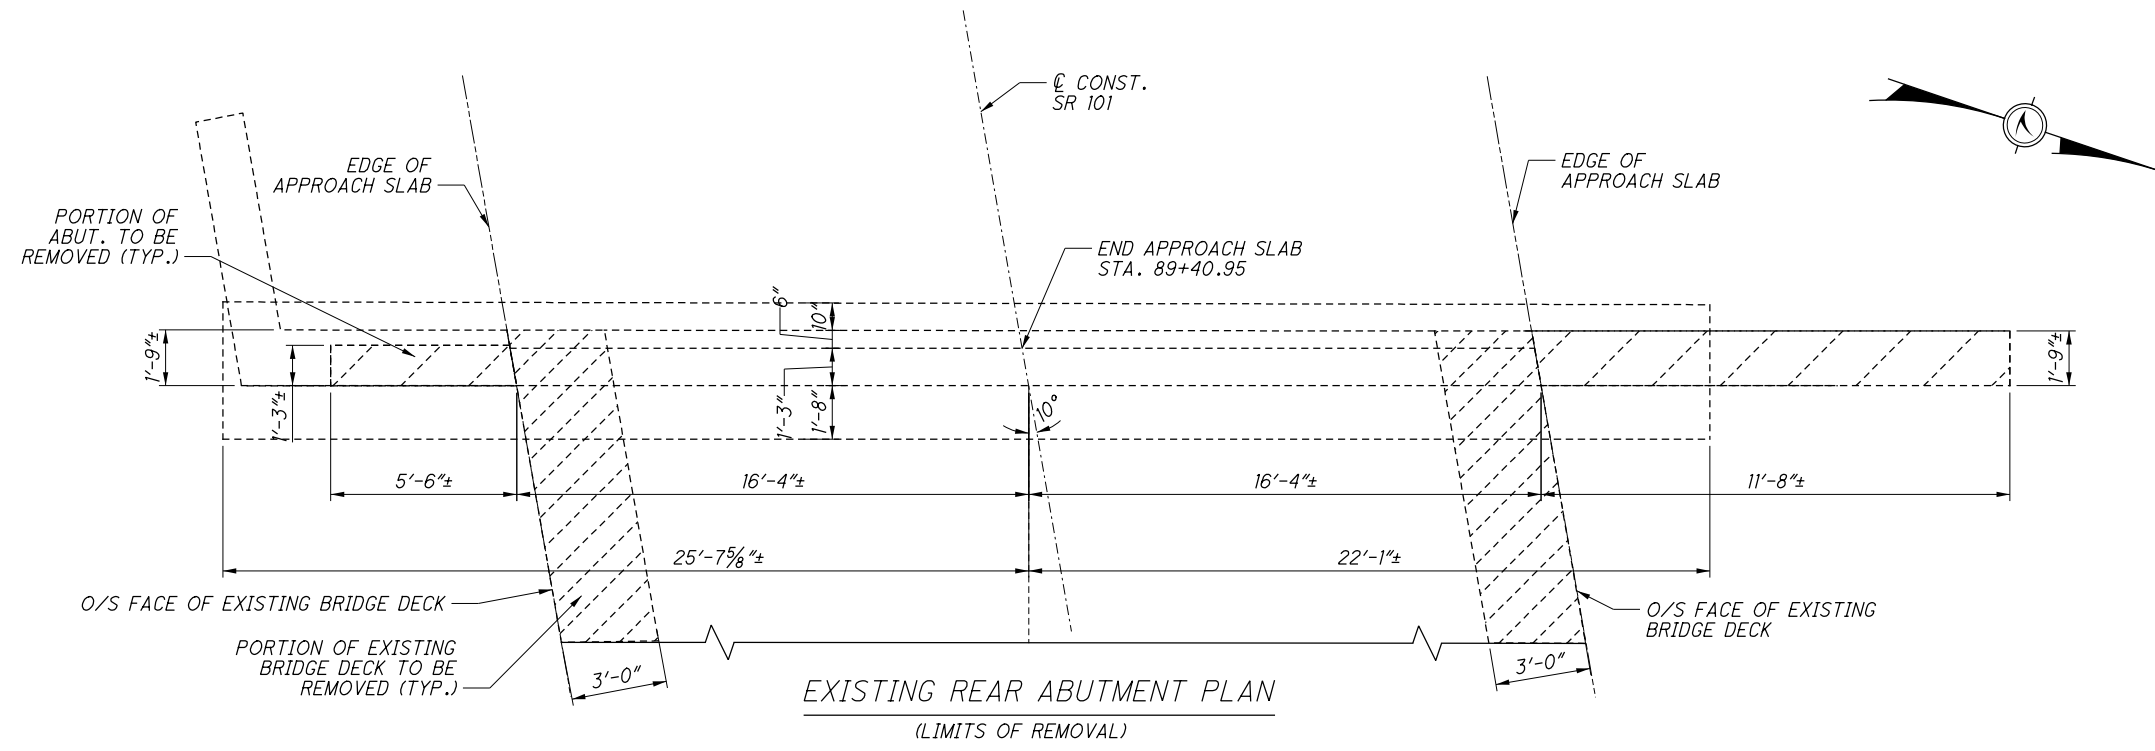 ℄ CONST.
SR 101
EDGE OF
APPROACH SLAB
EDGE OF
APPROACH SLAB
PORTION OF
ABUT. TO BE
REMOVED (TYP.)
END APPROACH SLAB
STA. 89+40.95
6"
10"
1'-9"±
1'-3"±
1'-3"
1'-8"
10°
1'-9"±
5'-6"±
16'-4"±
16'-4"±
11'-8"±
25'-7⅝"±
22'-1"±
O/S FACE OF EXISTING BRIDGE DECK
O/S FACE OF EXISTING
BRIDGE DECK
PORTION OF EXISTING
BRIDGE DECK TO BE
REMOVED (TYP.)
3'-0"
3'-0"
EXISTING REAR ABUTMENT PLAN
(LIMITS OF REMOVAL)